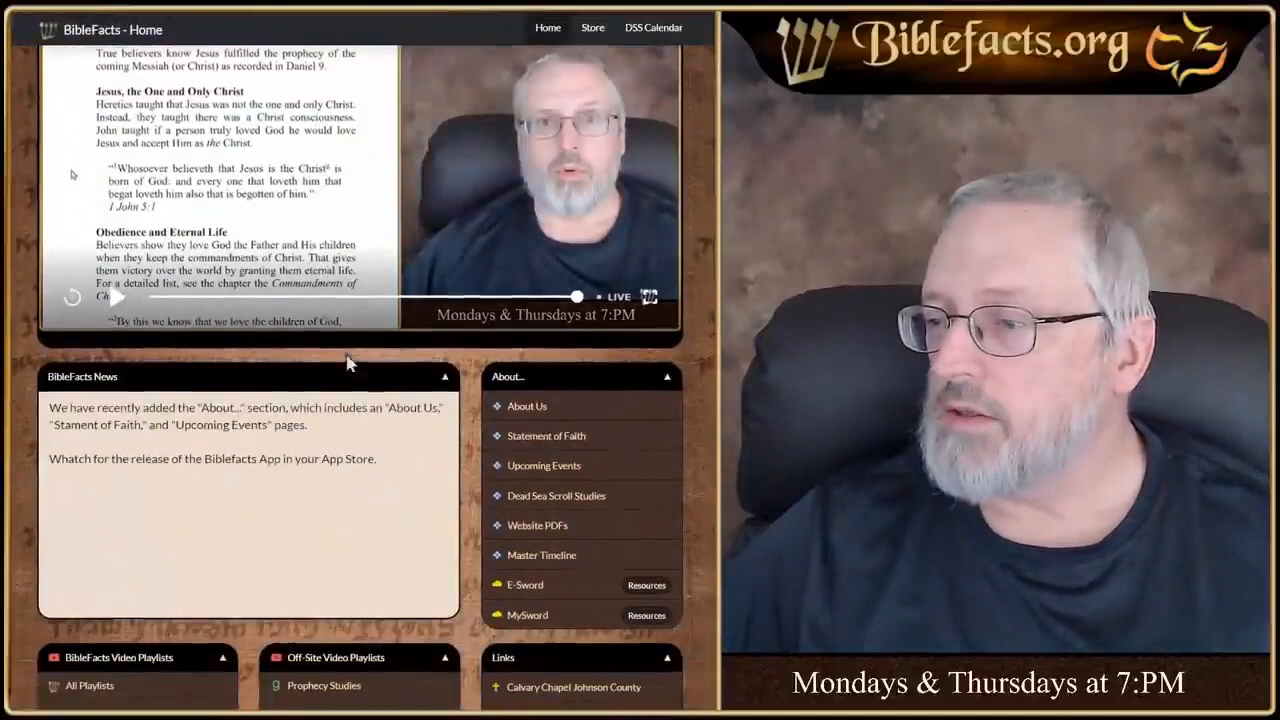 BibleFacts - Home
Home
Store
DSS Calendar
True believers know Jesus fulfilled the prophecy of the
coming Messiah (or Christ) as recorded in Daniel 9.
Jesus, the One and Only Christ
Heretics taught that Jesus was not the one and only Christ.
Instead, they taught there was a Christ consciousness.
John taught if a person truly loved God he would love
Jesus and accept Him as the Christ.
"1Whosoever believeth that Jesus is the Christ is
born of God: and every one that loveth him that
begat loveth him also that is begotten of him."
1 John 5:1
Obedience and Eternal Life
Believers show they love God the Father and His children
when they keep the commandments of Christ. That gives
them victory over the world by granting them eternal life.
For a detailed list, see the chapter the Commandments of
"2By this we know that we love the children of God,
LIVE
Mondays & Thursdays at 7:PM
BibleFacts News
We have recently added the "About..." section, which includes an "About Us,"
"Stament of Faith," and "Upcoming Events" pages.
Whatch for the release of the Biblefacts App in your App Store.
About...
About Us
Statement of Faith
Upcoming Events
Dead Sea Scroll Studies
Website PDFs
Master Timeline
E-Sword
Resources
MySword
Resources
BibleFacts Video Playlists
All Playlists
Off-Site Video Playlists
Prophecy Studies
Links
Calvary Chapel Johnson County
Biblefacts.org
Mondays & Thursdays at 7:PM